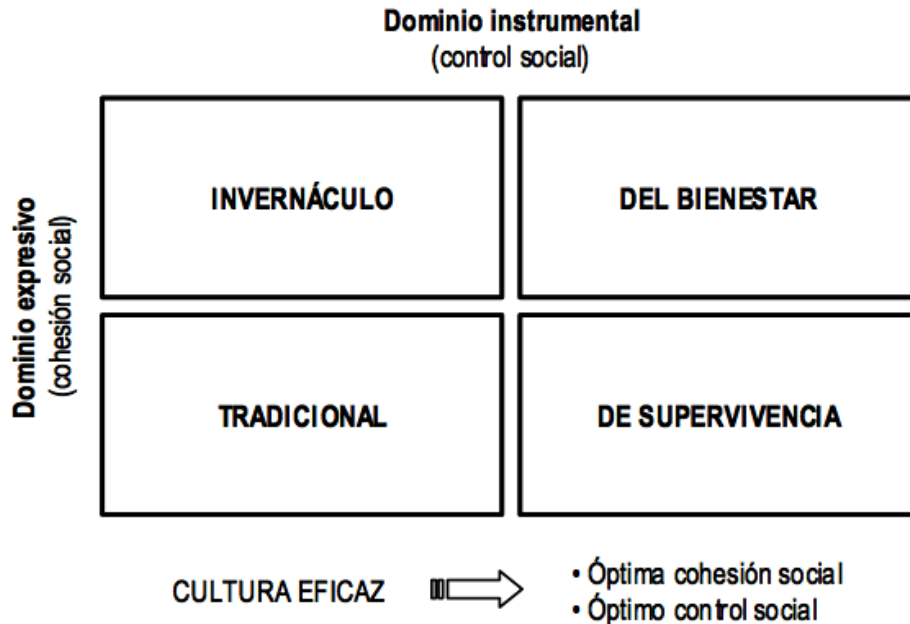 Dominio instrumental
(control social)
Dominio expresivo
(cohesión social)
INVERNÁCULO
DEL BIENESTAR
TRADICIONAL
DE SUPERVIVENCIA
CULTURA EFICAZ
• Óptima cohesión social
• Óptimo control social